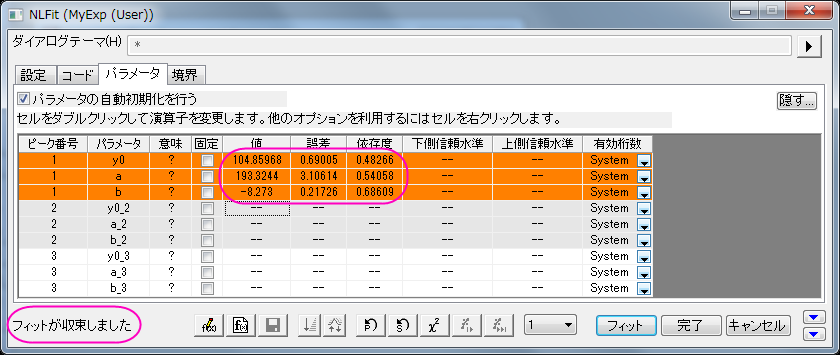 NLFit (MyExp (User))
ダイアログテーマ(H) *
設定 コード パラメータ 境界
パラメータの自動初期化を行う 隠す...
セルをダブルクリックして演算子を変更します。他のオプションを利用するにはセルを右クリックします。
ピーク番号 パラメータ 意味 固定 値 誤差 依存度 下側信頼水準 上側信頼水準 有効桁数
1 y0 ? 104.85968 0.69005 0.48266 -- -- System
1 a ? 193.3244 3.10614 0.54058 -- -- System
1 b ? -8.273 0.21726 0.68609 -- -- System
2 y0_2 ? -- -- -- -- -- System
2 a_2 ? -- -- -- -- -- System
2 b_2 ? -- -- -- -- -- System
3 y0_3 ? -- -- -- -- -- System
3 a_3 ? -- -- -- -- -- System
3 b_3 ? -- -- -- -- -- System
フィットが収束しました 1 フィット 完了 キャンセル